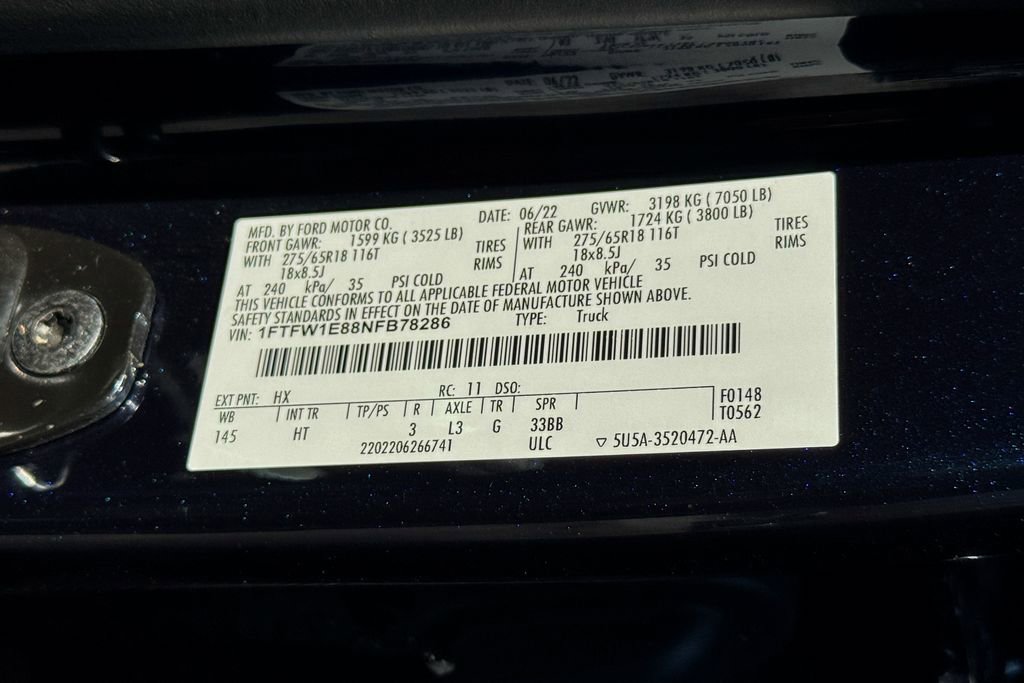 MFD. BY FORD MOTOR CO. DATE: 06/22 GVWR: 3198 KG ( 7050 LB)
FRONT GAWR: 1599 KG ( 3525 LB) REAR GAWR: 1724 KG ( 3800 LB)
WITH 275/65R18 116T TIRES WITH 275/65R18 116T TIRES
18x8.5J RIMS 18x8.5J RIMS
AT 240 kPa/ 35 PSI COLD AT 240 kPa/ 35 PSI COLD
THIS VEHICLE CONFORMS TO ALL APPLICABLE FEDERAL MOTOR VEHICLE
SAFETY STANDARDS IN EFFECT ON THE DATE OF MANUFACTURE SHOWN ABOVE.
VIN: 1FTFW1E88NFB78286 TYPE: Truck
EXT PNT: HX RC: 11 DSO:
WB INT TR TP/PS R AXLE TR SPR F0148
145 HT 3 L3 G 33BB T0562
2202206266741 ULC ▽ 5U5A-3520472-AA